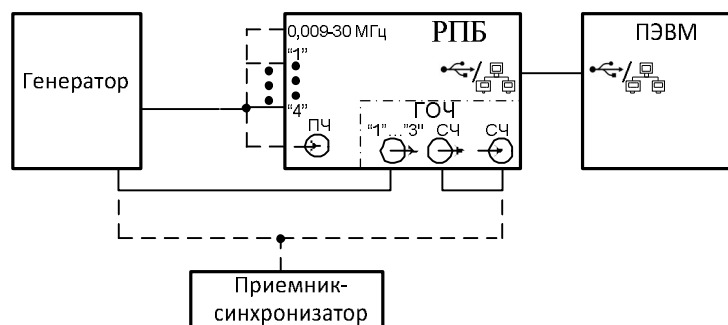 0,009-30 МГц
РПБ
ПЭВМ
Генератор
“1”
“4”
ПЧ
ГОЧ
“1”...“3”
СЧ
СЧ
Приемник-
синхронизатор